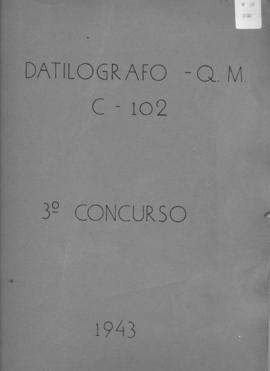 DATILOGRAFO - Q. M.
C - 102
3º CONCURSO
1943